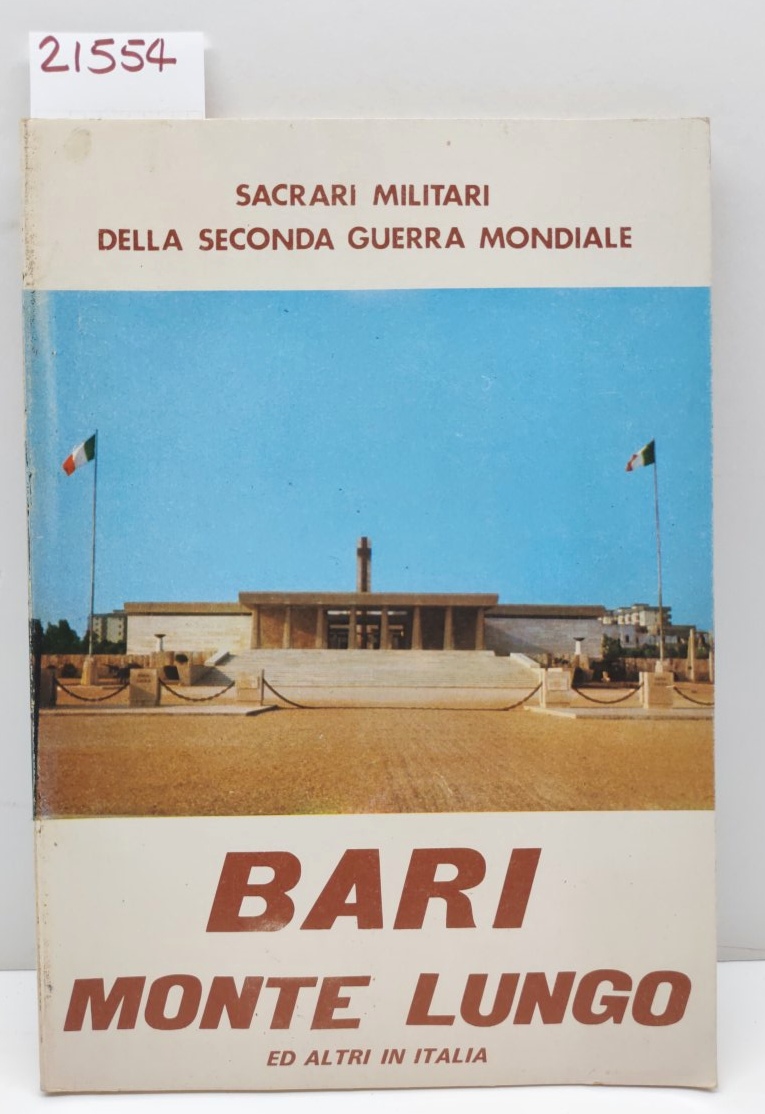 21554
SACRARI MILITARI
DELLA SECONDA GUERRA MONDIALE
BARI
MONTE LUNGO
ED ALTRI IN ITALIA